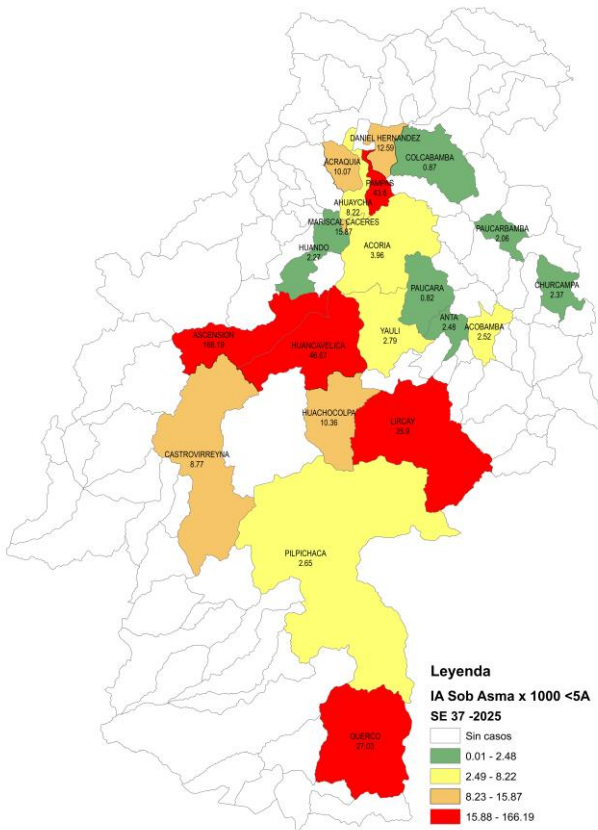 DANIEL HERNANDEZ
12.59
COLCABAMBA
0.87
ACRAQUIA
10.07
PAMPAS
AHUAYCHA
8.22
MARISCAL CACERES
15.87
PAUCARBAMBA
2.06
HUANDO
2.27
ACORIA
3.96
CHURCAMPA
2.37
PAUCARA
0.82
ANTA
2.48
ACOBAMBA
2.52
YAULI
2.79
ASCENSION
166.19
HUANCAVELICA
HUACHOCOLPA
10.36
LIRCAY
CASTROVIRREYNA
8.77
PILPICHACA
2.65
QUERCO
27.03
Leyenda
IA Sob Asma x 1000 <5A
SE 37 -2025
Sin casos
0.01 - 2.48
2.49 - 8.22
8.23 - 15.87
15.88 - 166.19